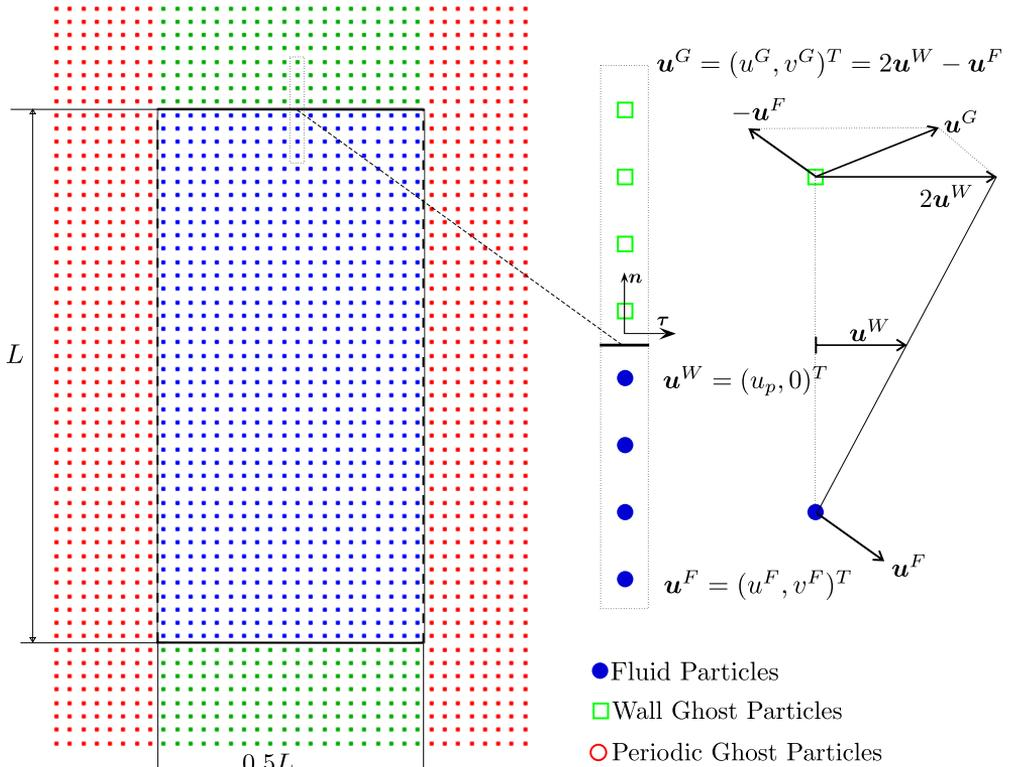 u^G = (u^G, v^G)^T = 2u^W − u^F
−u^F
u^G
2u^W
n
τ
u^W
L
u^W = (u_p, 0)^T
u^F
u^F = (u^F, v^F)^T
Fluid Particles
Wall Ghost Particles
Periodic Ghost Particles
0.5L